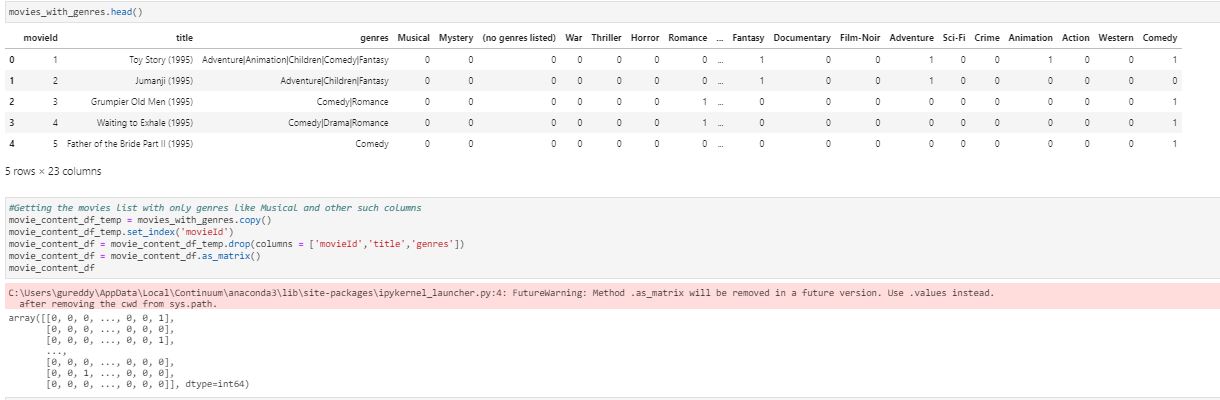 movies_with_genres.head()
movieId title genres Musical Mystery (no genres listed) War Thriller Horror Romance ... Fantasy Documentary Film-Noir Adventure Sci-Fi Crime Animation Action Western Comedy
0 1 Toy Story (1995) Adventure|Animation|Children|Comedy|Fantasy 0 0 0 0 0 0 0 ... 1 0 0 1 0 0 1 0 0 1
1 2 Jumanji (1995) Adventure|Children|Fantasy 0 0 0 0 0 0 0 ... 1 0 0 1 0 0 0 0 0 0
2 3 Grumpier Old Men (1995) Comedy|Romance 0 0 0 0 0 0 1 ... 0 0 0 0 0 0 0 0 0 1
3 4 Waiting to Exhale (1995) Comedy|Drama|Romance 0 0 0 0 0 0 1 ... 0 0 0 0 0 0 0 0 0 1
4 5 Father of the Bride Part II (1995) Comedy 0 0 0 0 0 0 0 ... 0 0 0 0 0 0 0 0 0 1
5 rows × 23 columns
#Getting the movies list with only genres like Musical and other such columns
movie_content_df_temp = movies_with_genres.copy()
movie_content_df_temp.set_index('movieId')
movie_content_df = movie_content_df_temp.drop(columns = ['movieId','title','genres'])
movie_content_df = movie_content_df.as_matrix()
movie_content_df
C:\Users\gureddy\AppData\Local\Continuum\anaconda3\lib\site-packages\ipykernel_launcher.py:4: FutureWarning: Method .as_matrix will be removed in a future version. Use .values instead.
after removing the cwd from sys.path.
array([[0, 0, 0, ..., 0, 0, 1],
[0, 0, 0, ..., 0, 0, 0],
[0, 0, 0, ..., 0, 0, 1],
...,
[0, 0, 0, ..., 0, 0, 0],
[0, 0, 1, ..., 0, 0, 0],
[0, 0, 0, ..., 0, 0, 0]], dtype=int64)